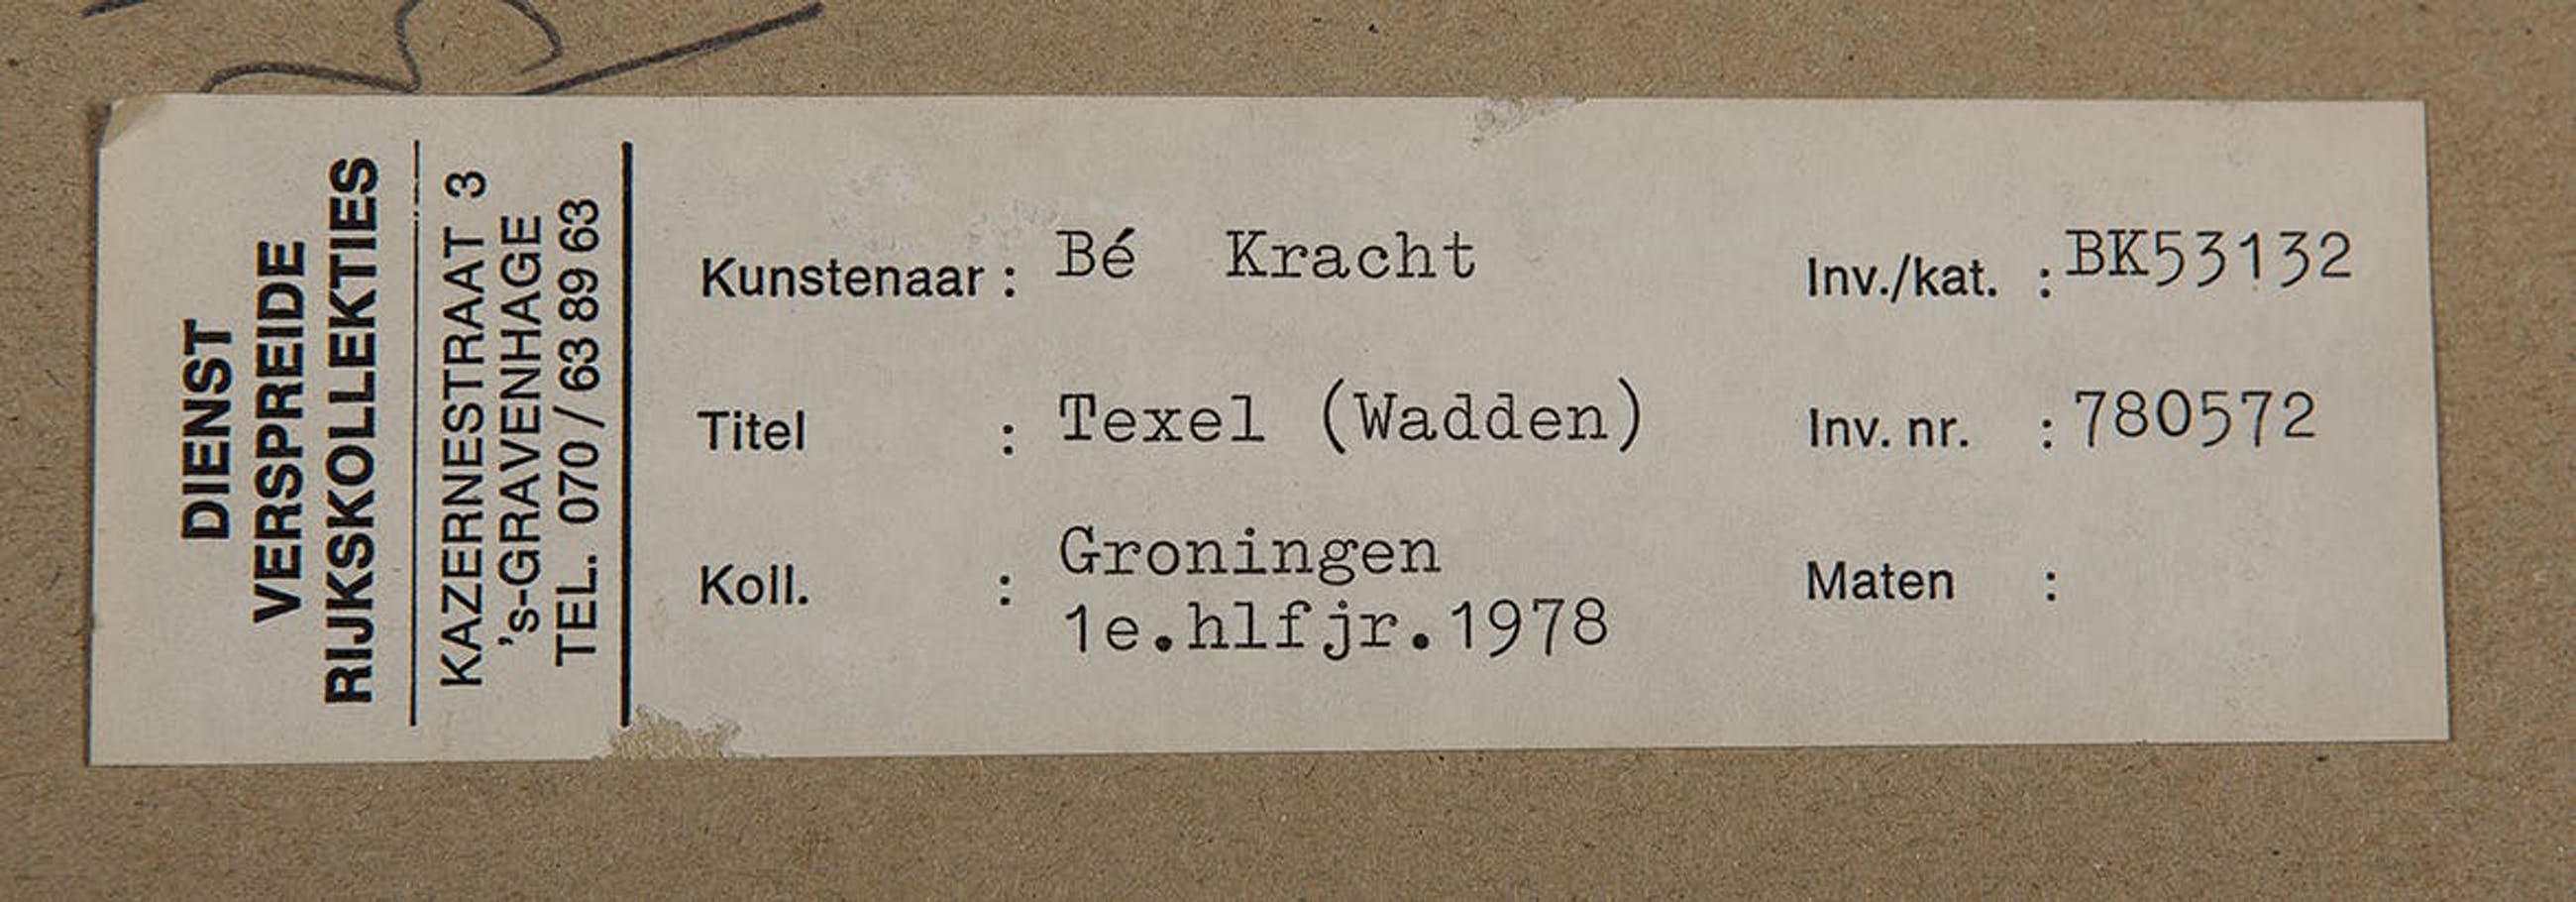 DIENST
VERSPREIDE
RIJKSKOLLEKTIES
KAZERNESTRAAT 3
's-GRAVENHAGE
TEL. 070 / 63 89 63
Kunstenaar : Bé Kracht
Titel : Texel (Wadden)
Koll. : Groningen
1e.hlfjr.1978
Inv./kat. : BK53132
Inv. nr. : 780572
Maten :